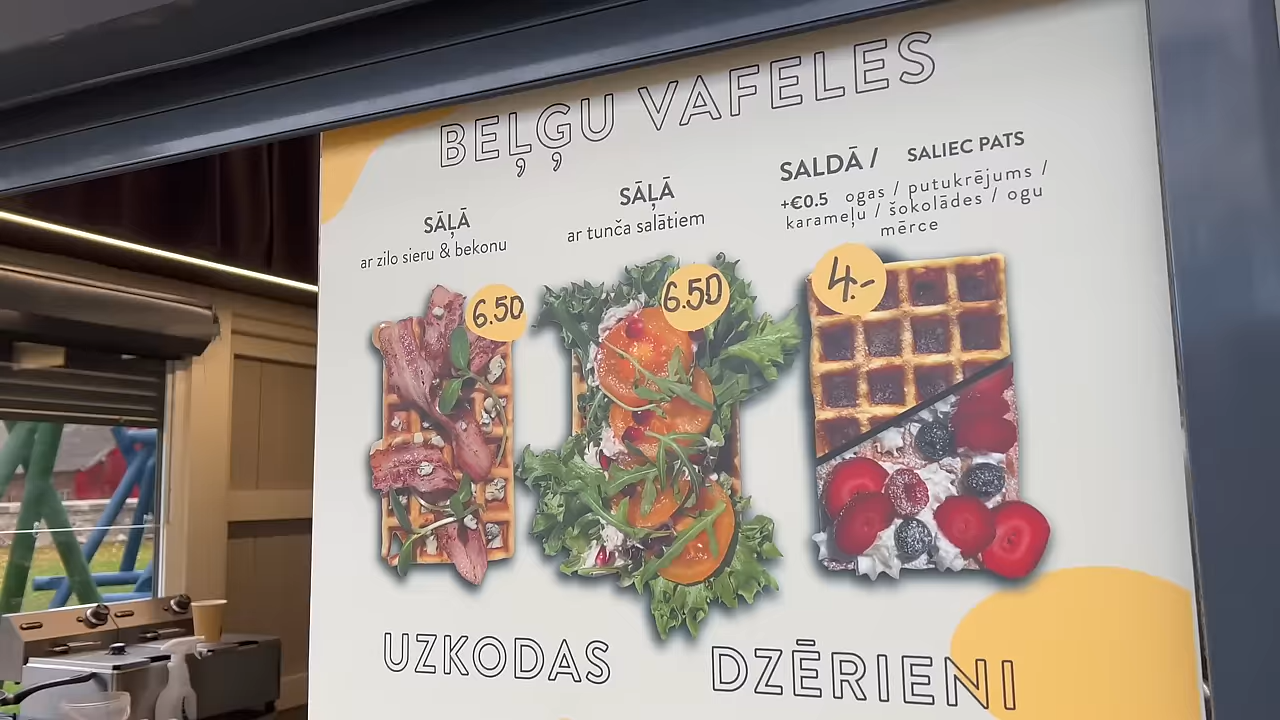 BEĻĢU VAFELES
SĀĻĀ
ar zilo sieru & bekonu
SĀĻĀ
ar tunča salātiem
SALDĀ / SALIEC PATS
+€0.5 ogas / putukrējums /
karameļu / šokolādes / ogu
mērce
6.50
6.50
4.-
UZKODAS
DZĒRIENI